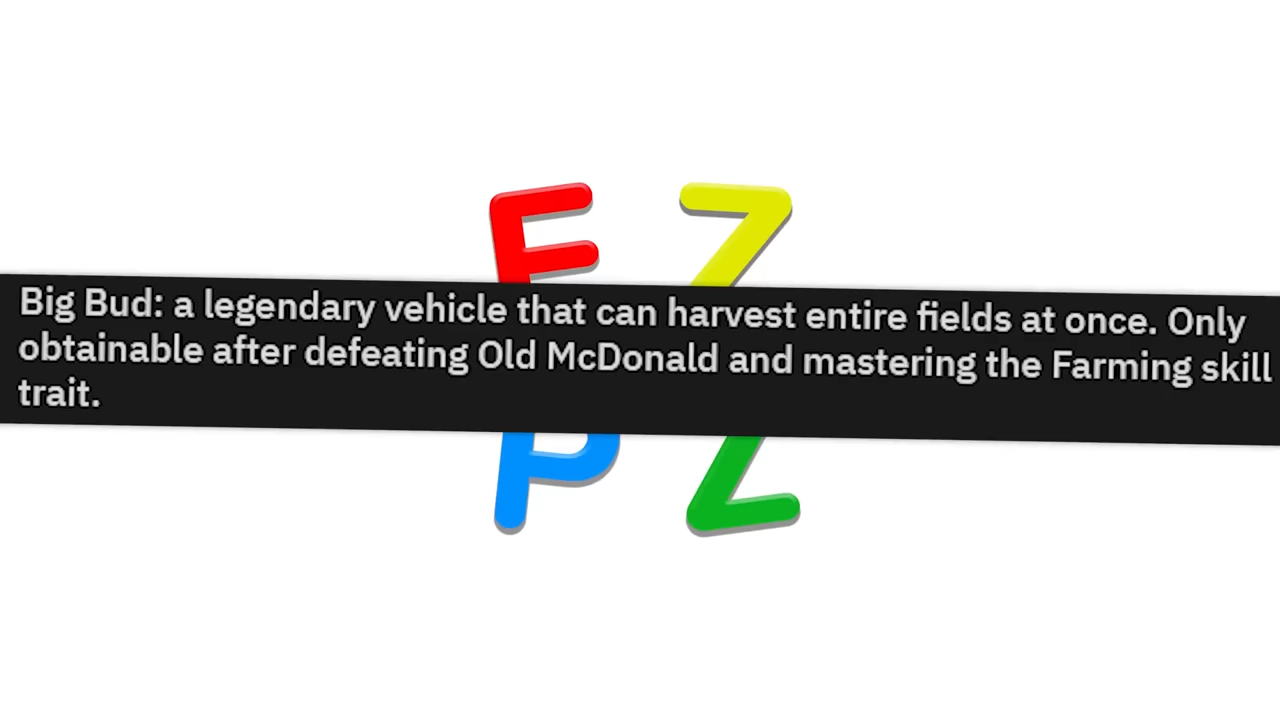 Big Bud: a legendary vehicle that can harvest entire fields at once. Only
obtainable after defeating Old McDonald and mastering the Farming skill
trait.